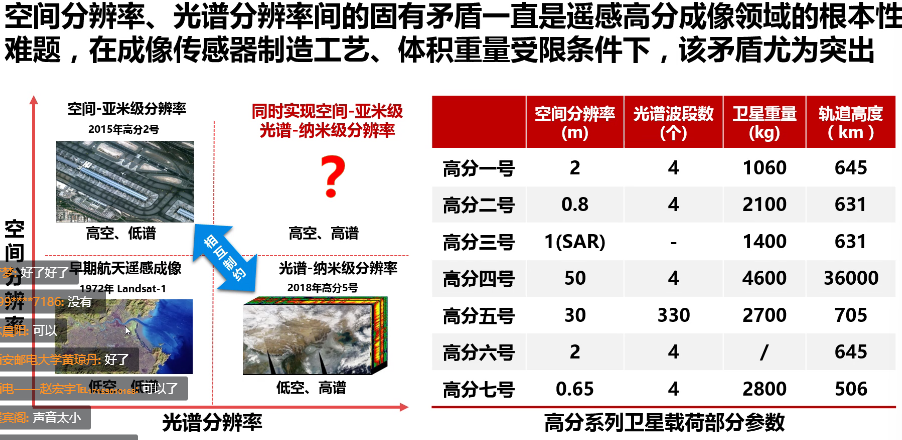 空间分辨率、光谱分辨率间的固有矛盾一直是遥感高分成像领域的根本性
难题，在成像传感器制造工艺、体积重量受限条件下，该矛盾尤为突出
空间-亚米级分辨率
2015年高分2号
高空、低谱
同时实现空间-亚米级
光谱-纳米级分辨率
?
高空、高谱
相互制约
空间分辨率
早期航天遥感成像
1972年 Landsat-1
低空、低谱
光谱-纳米级分辨率
2018年高分5号
低空、高谱
光谱分辨率
好了好了
99****7186: 没有
晨阳: 可以
安邮电大学黄琼丹: 好了
可以了
宾阁: 声音太小
空间分辨率(m) 光谱波段数(个) 卫星重量(kg) 轨道高度(km)
高分一号 2 4 1060 645
高分二号 0.8 4 2100 631
高分三号 1(SAR) - 1400 631
高分四号 50 4 4600 36000
高分五号 30 330 2700 705
高分六号 2 4 / 645
高分七号 0.65 4 2800 506
高分系列卫星载荷部分参数